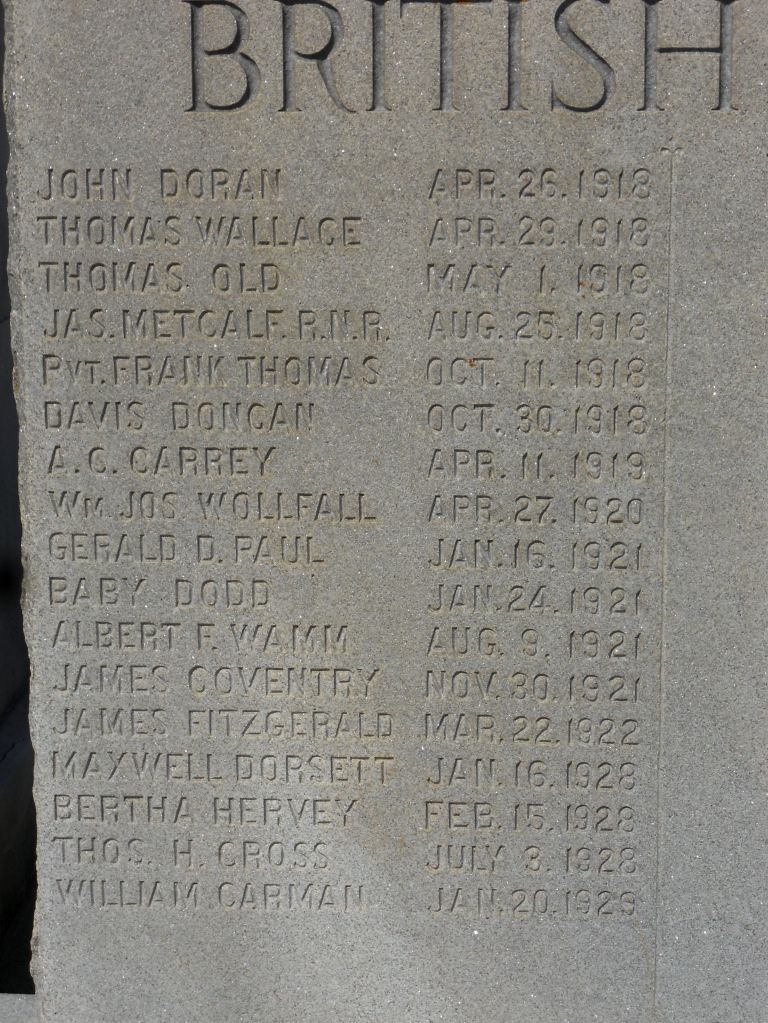 BRITISH
JOHN DORAN APR. 26. 1918
THOMAS WALLACE APR. 29. 1918
THOMAS OLD MAY 1. 1918
JAS. METCALF. R.N.R. AUG. 25. 1918
PVT. FRANK THOMAS OCT. 11. 1918
DAVIS DONCAN OCT. 30. 1918
A. C. CARREY APR. 11. 1919
WM. JOS WOLLFALL APR. 27. 1920
GERALD D. PAUL JAN. 16. 1921
BABY DODD JAN. 24. 1921
ALBERT F. WAMM AUG. 9. 1921
JAMES COVENTRY NOV. 30. 1921
JAMES FITZGERALD MAR. 22. 1922
MAXWELL DORSETT JAN. 16. 1928
BERTHA HERVEY FEB. 15. 1928
THOS. H. CROSS JULY 3. 1928
WILLIAM CARMAN JAN. 20. 1929